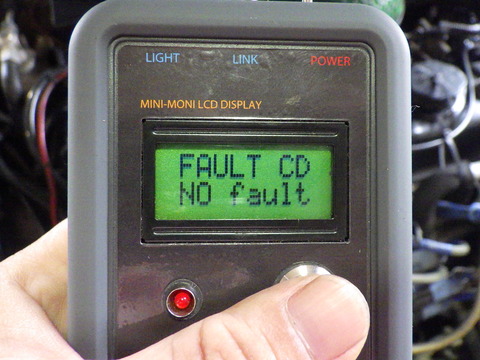 LIGHT LINK POWER
MINI-MONI LCD DISPLAY
FAULT CD
NO fault